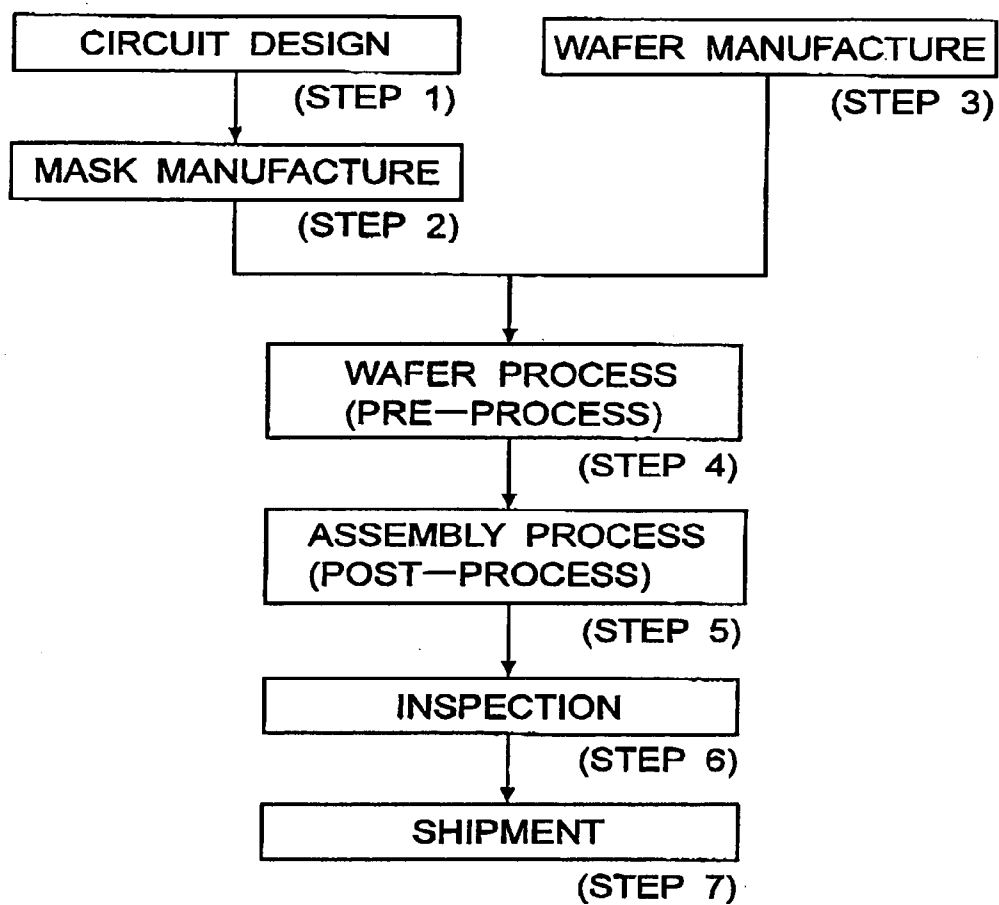 CIRCUIT DESIGN
(STEP 1)
MASK MANUFACTURE
(STEP 2)
WAFER MANUFACTURE
(STEP 3)
WAFER PROCESS
(PRE—PROCESS)
(STEP 4)
ASSEMBLY PROCESS
(POST—PROCESS)
(STEP 5)
INSPECTION
(STEP 6)
SHIPMENT
(STEP 7)